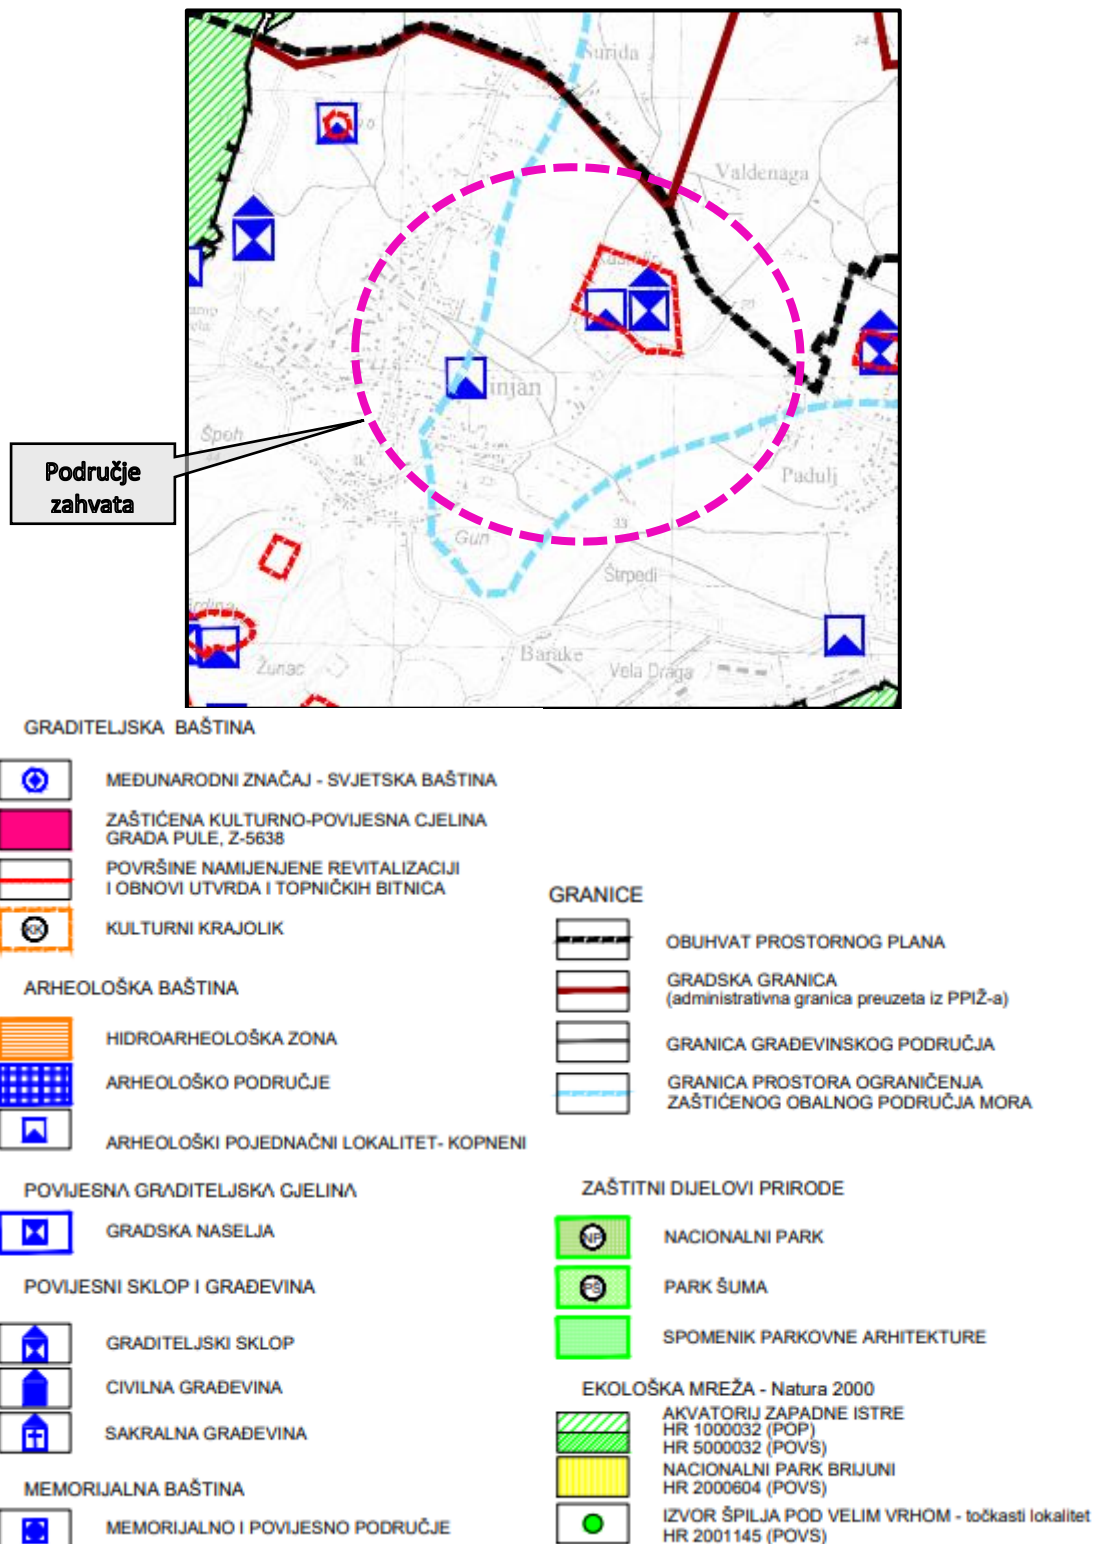 Surida
Valdenaga
injan
Špoh
Područje
zahvata
Padulj
Gun
33
Štrpedi
Barake
Žunac
Vela Draga
GRADITELJSKA BAŠTINA
MEĐUNARODNI ZNAČAJ - SVJETSKA BAŠTINA
ZAŠTIĆENA KULTURNO-POVIJESNA CJELINA
GRADA PULE, Z-5638
POVRŠINE NAMIJENJENE REVITALIZACIJI
I OBNOVI UTVRDA I TOPNIČKIH BITNICA
KK
KULTURNI KRAJOLIK
ARHEOLOŠKA BAŠTINA
HIDROARHEOLOŠKA ZONA
ARHEOLOŠKO PODRUČJE
ARHEOLOŠKI POJEDNAČNI LOKALITET- KOPNENI
POVIJESNA GRADITELJSKA CJELINA
GRADSKA NASELJA
POVIJESNI SKLOP I GRAĐEVINA
GRADITELJSKI SKLOP
CIVILNA GRAĐEVINA
SAKRALNA GRAĐEVINA
MEMORIJALNA BAŠTINA
MEMORIJALNO I POVIJESNO PODRUČJE
GRANICE
OBUHVAT PROSTORNOG PLANA
GRADSKA GRANICA
(administrativna granica preuzeta iz PPIŽ-a)
GRANICA GRAĐEVINSKOG PODRUČJA
GRANICA PROSTORA OGRANIČENJA
ZAŠTIĆENOG OBALNOG PODRUČJA MORA
ZAŠTITNI DIJELOVI PRIRODE
NP
NACIONALNI PARK
PŠ
PARK ŠUMA
SPOMENIK PARKOVNE ARHITEKTURE
EKOLOŠKA MREŽA - Natura 2000
AKVATORIJ ZAPADNE ISTRE
HR 1000032 (POP)
HR 5000032 (POVS)
NACIONALNI PARK BRIJUNI
HR 2000604 (POVS)
IZVOR ŠPILJA POD VELIM VRHOM - točkasti lokalitet
HR 2001145 (POVS)